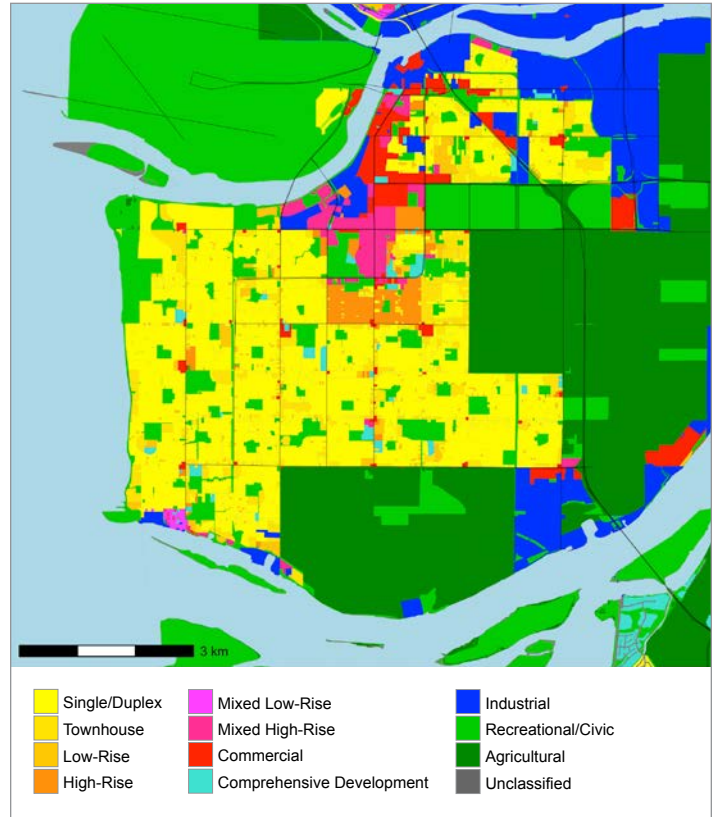 3 km
Single/Duplex
Townhouse
Low-Rise
High-Rise
Mixed Low-Rise
Mixed High-Rise
Commercial
Comprehensive Development
Industrial
Recreational/Civic
Agricultural
Unclassified